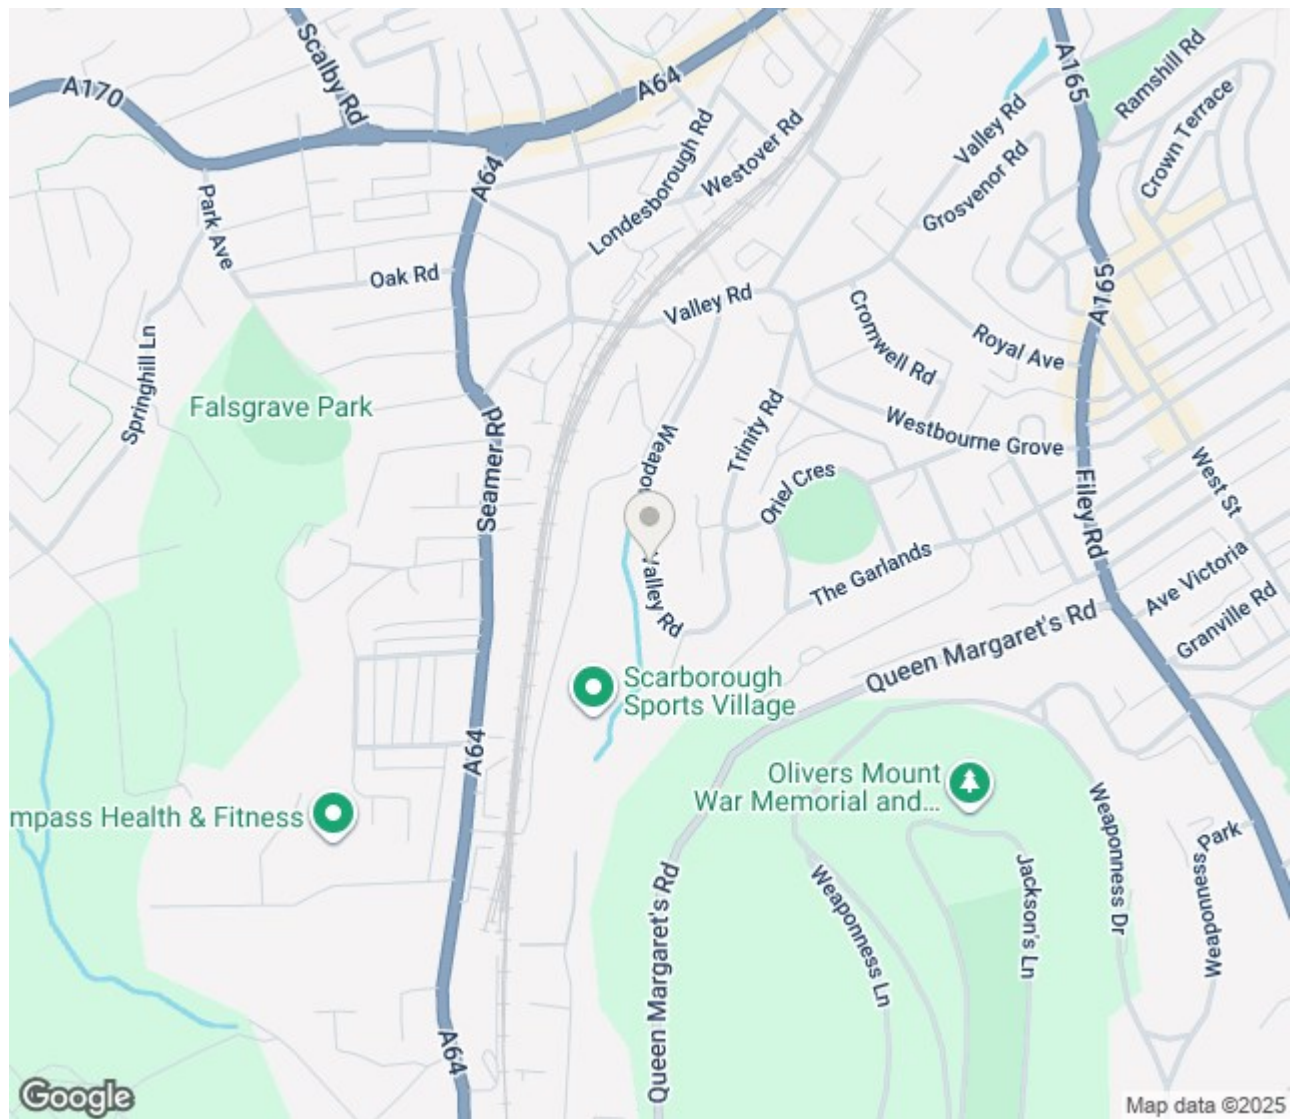 Scalby Rd
A170
A64
A165
Ramshill Rd
Crown Terrace
Valley Rd
Grosvenor Rd
Westover Rd
Londesborough Rd
A64
Park Ave
Oak Rd
A165
Valley Rd
Cromwell Rd
Royal Ave
Springhill Ln
Falsgrave Park
Seamer Rd
Trinity Rd
Westbourne Grove
Oriel Cres
West St
Filey Rd
Valley Rd
The Garlands
Ave Victoria
Granville Rd
Queen Margaret's Rd
Scarborough
Sports Village
A64
Olivers Mount
War Memorial and...
mpass Health & Fitness
Weaponness Dr
Weaponness Park
Jackson's Ln
Weaponness Ln
Queen Margaret's Rd
A64
Google
Map data ©2025